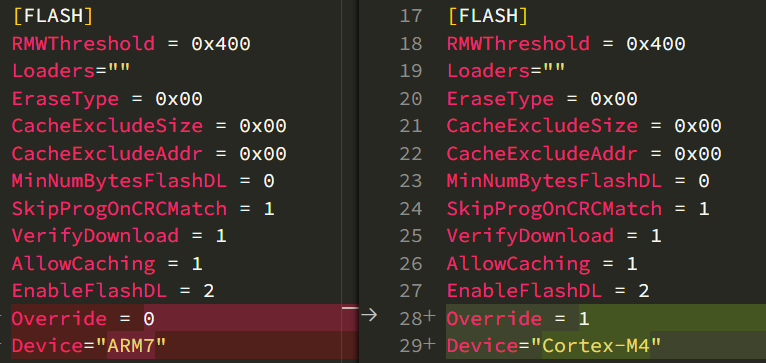 [FLASH]
RMWThreshold = 0x400
Loaders=""
EraseType = 0x00
CacheExcludeSize = 0x00
CacheExcludeAddr = 0x00
MinNumBytesFlashDL = 0
SkipProgOnCRCMatch = 1
VerifyDownload = 1
AllowCaching = 1
EnableFlashDL = 2
Override = 0
Device="ARM7"
17 [FLASH]
18 RMWThreshold = 0x400
19 Loaders=""
20 EraseType = 0x00
21 CacheExcludeSize = 0x00
22 CacheExcludeAddr = 0x00
23 MinNumBytesFlashDL = 0
24 SkipProgOnCRCMatch = 1
25 VerifyDownload = 1
26 AllowCaching = 1
27 EnableFlashDL = 2
→ 28+ Override = 1
29+ Device="Cortex-M4"